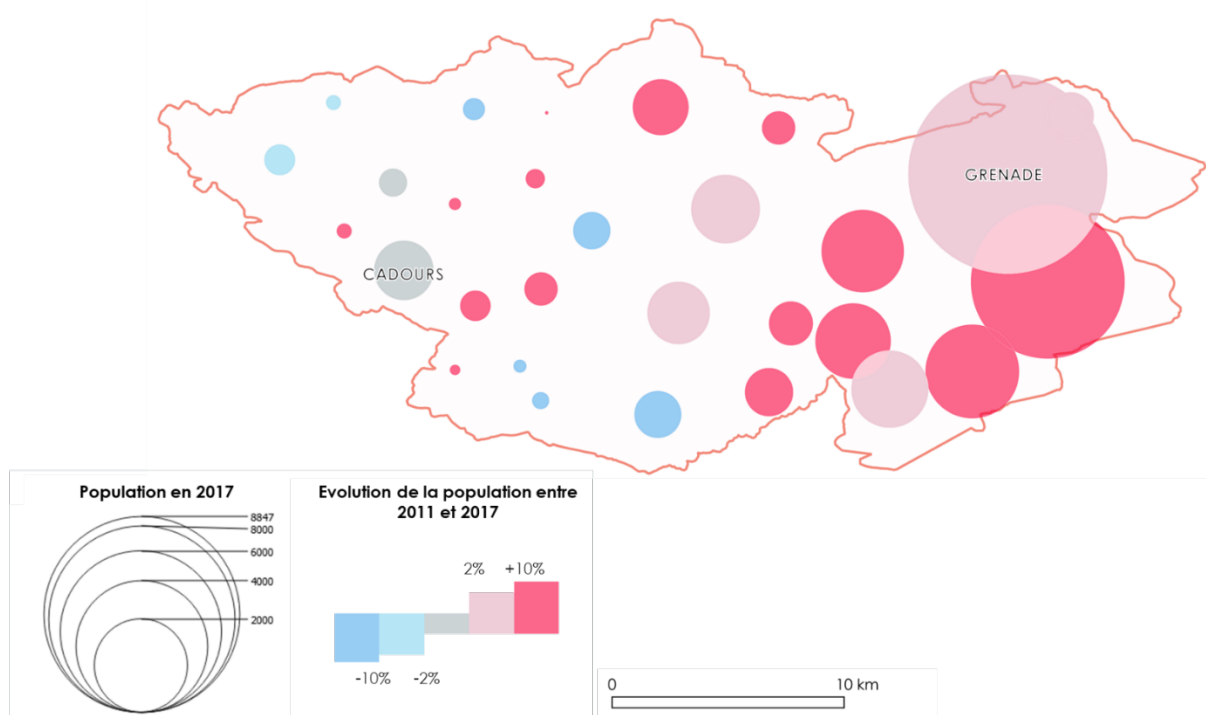 GRENADE
CADOURS
Population en 2017
8847
8000
6000
4000
2000
Evolution de la population entre
2011 et 2017
2% +10%
-10% -2%
0 10 km